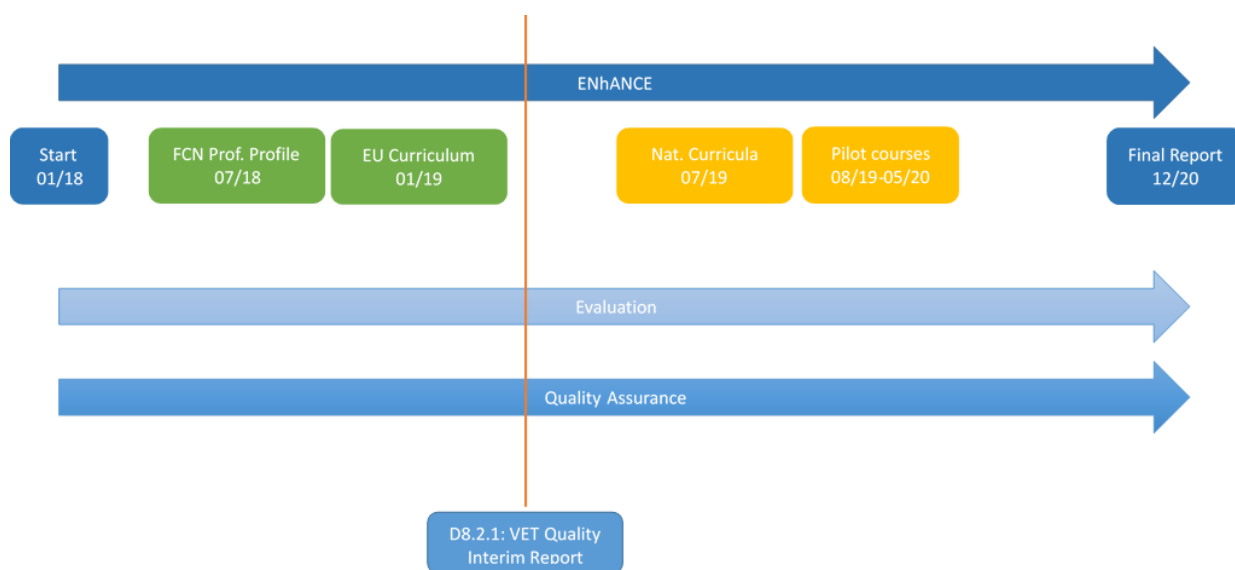 ENhANCE
Start
01/18
FCN Prof. Profile
07/18
EU Curriculum
01/19
Nat. Curricula
07/19
Pilot courses
08/19-05/20
Final Report
12/20
Evaluation
Quality Assurance
D8.2.1: VET Quality
Interim Report